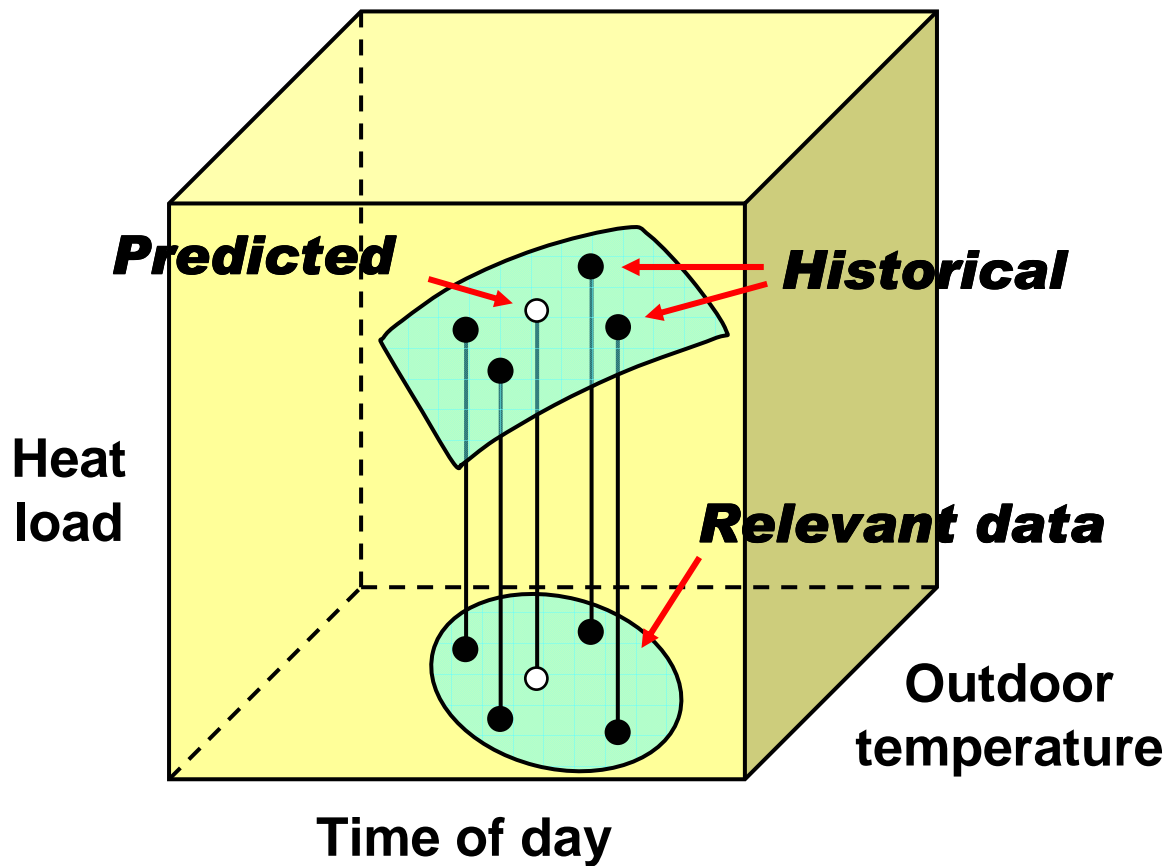 Predicted
Historical
Heat
load
Relevant data
Outdoor
temperature
Time of day